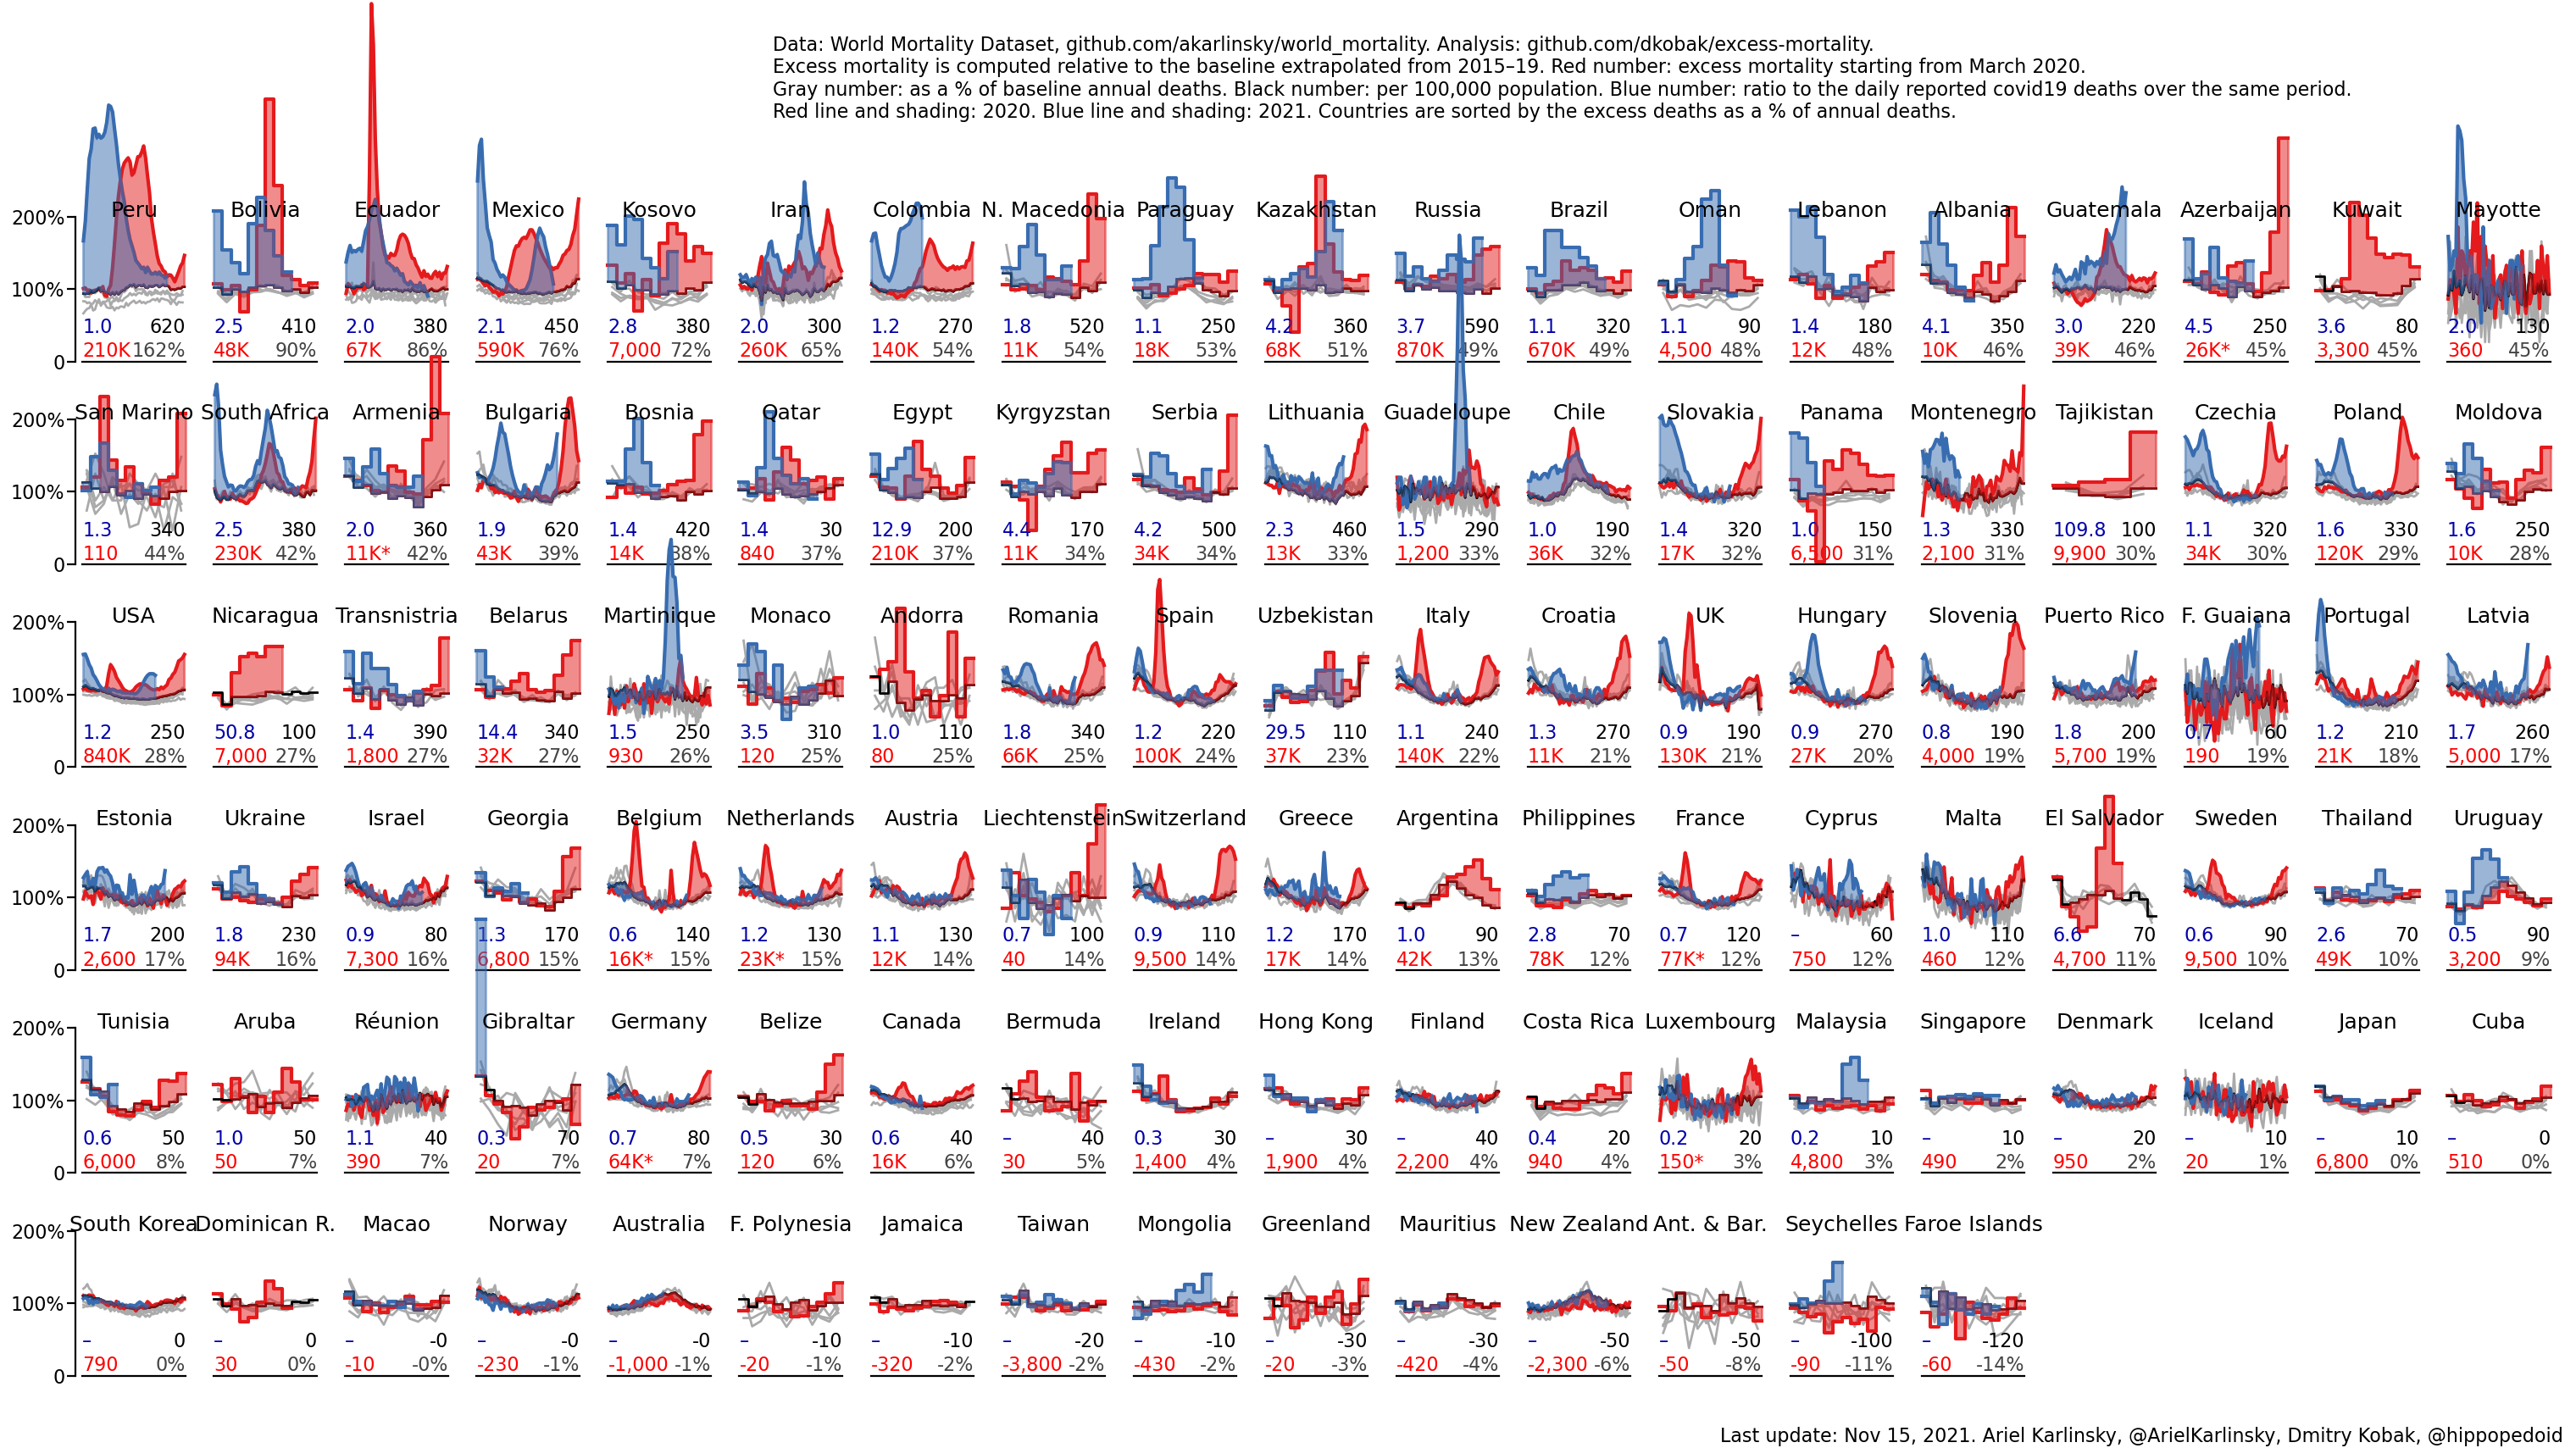 Data: World Mortality Dataset, github.com/akarlinsky/world_mortality. Analysis: github.com/dkobak/excess-mortality.
Excess mortality is computed relative to the baseline extrapolated from 2015–19. Red number: excess mortality starting from March 2020.
Gray number: as a % of baseline annual deaths. Black number: per 100,000 population. Blue number: ratio to the daily reported covid19 deaths over the same period.
Red line and shading: 2020. Blue line and shading: 2021. Countries are sorted by the excess deaths as a % of annual deaths.
200% Peru Bolivia Ecuador Mexico Kosovo Iran Colombia N. Macedonia Paraguay Kazakhstan Russia Brazil Oman Lebanon Albania Guatemala Azerbaijan Kuwait Mayotte
100%
1.0 620 2.5 410 2.0 380 2.1 450 2.8 380 2.0 300 1.2 270 1.8 520 1.1 250 4.2 360 3.7 590 1.1 320 1.1 90 1.4 180 4.1 350 3.0 220 4.5 250 3.6 80 2.0 130
210K 162% 48K 90% 67K 86% 590K 76% 7,000 72% 260K 65% 140K 54% 11K 54% 18K 53% 68K 51% 870K 49% 670K 49% 4,500 48% 12K 48% 10K 46% 39K 46% 26K* 45% 3,300 45% 360 45%
0
200% San Marino South Africa Armenia Bulgaria Bosnia Qatar Egypt Kyrgyzstan Serbia Lithuania Guadeloupe Chile Slovakia Panama Montenegro Tajikistan Czechia Poland Moldova
100%
1.3 340 2.5 380 2.0 360 1.9 620 1.4 420 1.4 30 12.9 200 4.4 170 4.2 500 2.3 460 1.5 290 1.0 190 1.4 320 1.0 150 1.3 330 109.8 100 1.1 320 1.6 330 1.6 250
110 44% 230K 42% 11K* 42% 43K 39% 14K 38% 840 37% 210K 37% 11K 34% 34K 34% 13K 33% 1,200 33% 36K 32% 17K 32% 6,500 31% 2,100 31% 9,900 30% 34K 30% 120K 29% 10K 28%
0
200% USA Nicaragua Transnistria Belarus Martinique Monaco Andorra Romania Spain Uzbekistan Italy Croatia UK Hungary Slovenia Puerto Rico F. Guaiana Portugal Latvia
100%
1.2 250 50.8 100 1.4 390 14.4 340 1.5 250 3.5 310 1.0 110 1.8 340 1.2 220 29.5 110 1.1 240 1.3 270 0.9 190 0.9 270 0.8 190 1.8 200 0.7 60 1.2 210 1.7 260
840K 28% 7,000 27% 1,800 27% 32K 27% 930 26% 120 25% 80 25% 66K 25% 100K 24% 37K 23% 140K 22% 11K 21% 130K 21% 27K 20% 4,000 19% 5,700 19% 190 19% 21K 18% 5,000 17%
0
200% Estonia Ukraine Israel Georgia Belgium Netherlands Austria Liechtenstein Switzerland Greece Argentina Philippines France Cyprus Malta El Salvador Sweden Thailand Uruguay
100%
1.7 200 1.8 230 0.9 80 1.3 170 0.6 140 1.2 130 1.1 130 0.7 100 0.9 110 1.2 170 1.0 90 2.8 70 0.7 120 – 60 1.0 110 6.6 70 0.6 90 2.6 70 0.5 90
2,600 17% 94K 16% 7,300 16% 6,800 15% 16K* 15% 23K* 15% 12K 14% 40 14% 9,500 14% 17K 14% 42K 13% 78K 12% 77K* 12% 750 12% 460 12% 4,700 11% 9,500 10% 49K 10% 3,200 9%
0
200% Tunisia Aruba Réunion Gibraltar Germany Belize Canada Bermuda Ireland Hong Kong Finland Costa Rica Luxembourg Malaysia Singapore Denmark Iceland Japan Cuba
100%
0.6 50 1.0 50 1.1 40 0.3 70 0.7 80 0.5 30 0.6 40 – 40 0.3 30 – 30 – 40 0.4 20 0.2 20 0.2 10 – 10 – 20 – 10 – 10 – 0
6,000 8% 50 7% 390 7% 20 7% 64K* 7% 120 6% 16K 6% 30 5% 1,400 4% 1,900 4% 2,200 4% 940 4% 150* 3% 4,800 3% 490 2% 950 2% 20 1% 6,800 0% 510 0%
0
200% South Korea Dominican R. Macao Norway Australia F. Polynesia Jamaica Taiwan Mongolia Greenland Mauritius New Zealand Ant. & Bar. Seychelles Faroe Islands
100%
– 0 – 0 – -0 – -0 – -0 – -10 – -10 – -20 – -10 – -30 – -30 – -50 – -50 – -100 – -120
790 0% 30 0% -10 -0% -230 -1% -1,000 -1% -20 -1% -320 -2% -3,800 -2% -430 -2% -20 -3% -420 -4% -2,300 -6% -50 -8% -90 -11% -60 -14%
0
Last update: Nov 15, 2021. Ariel Karlinsky, @ArielKarlinsky, Dmitry Kobak, @hippopedoid